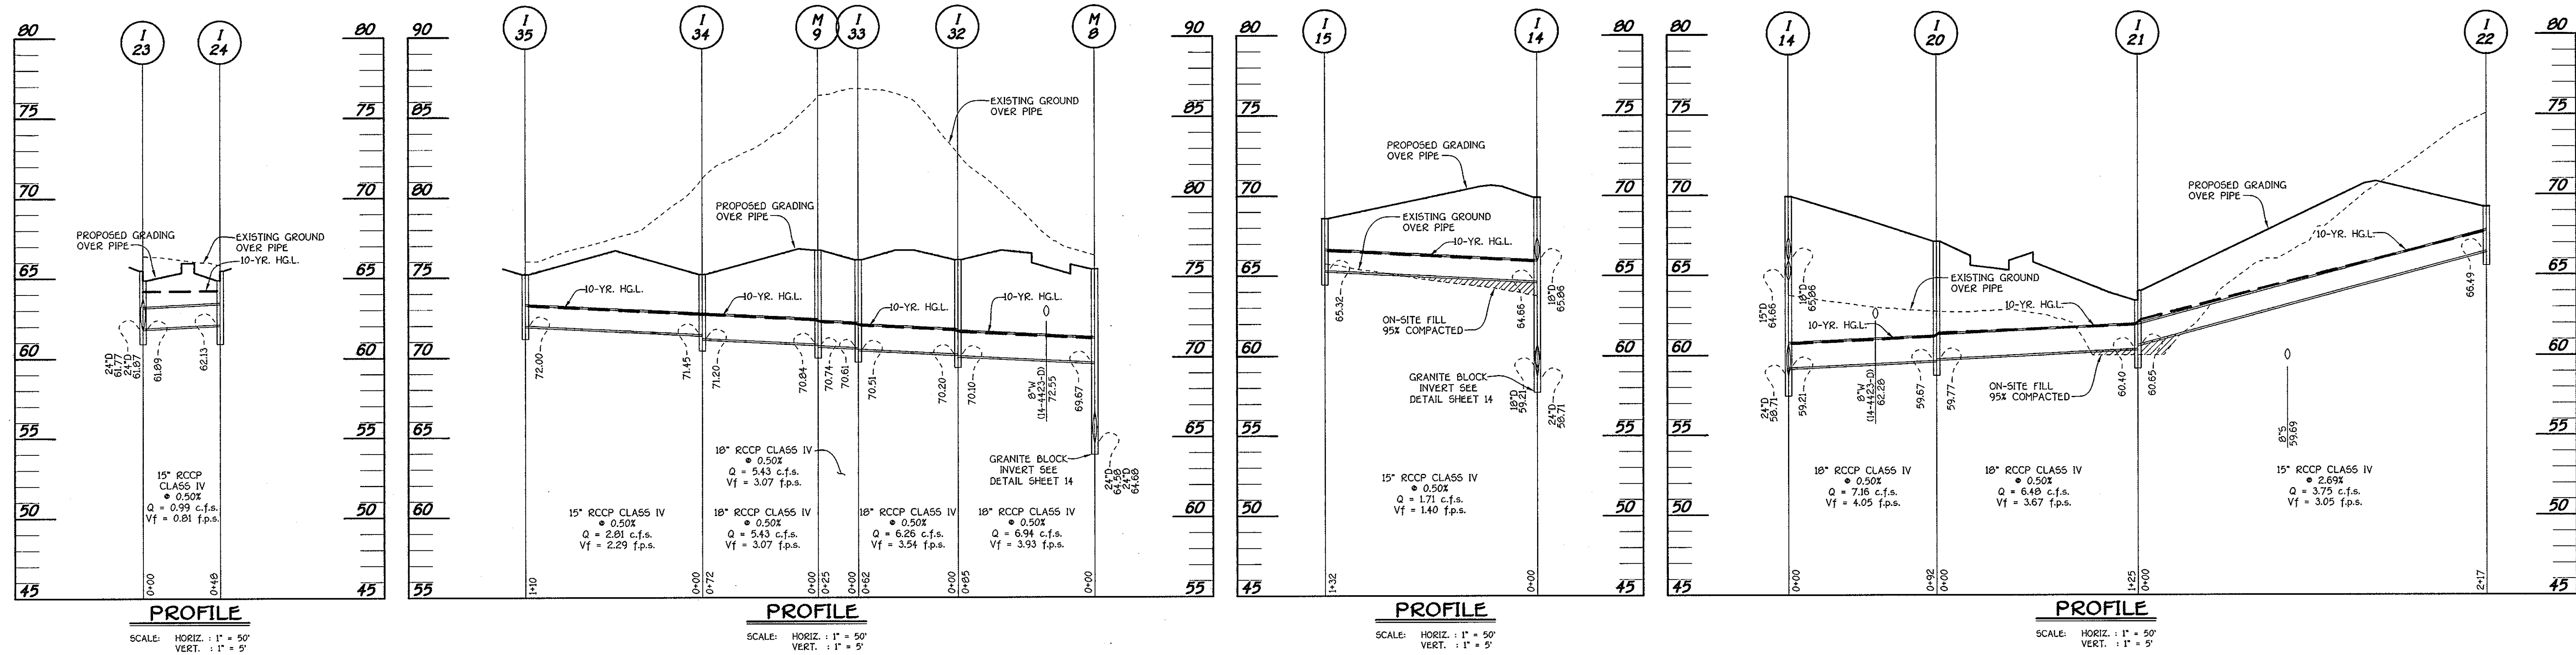 I
23
I
24
80
80
75
75
70
70
65
65
60
60
55
55
50
50
45
45
PROPOSED GRADING
OVER PIPE
EXISTING GROUND
OVER PIPE
10-YR. HG.L.
24"D
61.77
24"D
61.87
61.89
62.13
15" RCCP
CLASS IV
@ 0.50%
Q = 0.99 c.f.s.
Vf = 0.81 f.p.s.
0+00
0+48
PROFILE
SCALE: HORIZ. : 1" = 50'
VERT. : 1" = 5'
I
35
I
34
M
9
I
33
I
32
M
8
90
90
85
85
80
80
75
75
70
70
65
65
60
60
55
55
EXISTING GROUND
OVER PIPE
PROPOSED GRADING
OVER PIPE
10-YR. HG.L.
10-YR. HG.L.
10-YR. HG.L.
10-YR. HG.L.
72.00
71.45
71.20
70.84
70.74
70.61
70.51
70.20
70.10
8"W
(14-4423-D)
72.55
69.67
24"D
64.58
24"D
64.68
GRANITE BLOCK
INVERT SEE
DETAIL SHEET 14
18" RCCP CLASS IV
@ 0.50%
Q = 5.43 c.f.s.
Vf = 3.07 f.p.s.
15" RCCP CLASS IV
@ 0.50%
Q = 2.81 c.f.s.
Vf = 2.29 f.p.s.
18" RCCP CLASS IV
@ 0.50%
Q = 5.43 c.f.s.
Vf = 3.07 f.p.s.
18" RCCP CLASS IV
@ 0.50%
Q = 6.26 c.f.s.
Vf = 3.54 f.p.s.
18" RCCP CLASS IV
@ 0.50%
Q = 6.94 c.f.s.
Vf = 3.93 f.p.s.
1+10
0+00
0+72
0+00
0+25
0+00
0+62
0+00
0+85
0+00
PROFILE
SCALE: HORIZ. : 1" = 50'
VERT. : 1" = 5'
I
15
I
14
80
80
75
75
70
70
65
65
60
60
55
55
50
50
45
45
PROPOSED GRADING
OVER PIPE
EXISTING GROUND
OVER PIPE
10-YR. HG.L.
65.32
64.66
18"D
65.86
ON-SITE FILL
95% COMPACTED
GRANITE BLOCK
INVERT SEE
DETAIL SHEET 14
18"D
59.21
24"D
58.71
15" RCCP CLASS IV
@ 0.50%
Q = 1.71 c.f.s.
Vf = 1.40 f.p.s.
1+32
0+00
PROFILE
SCALE: HORIZ. : 1" = 50'
VERT. : 1" = 5'
I
14
I
20
I
21
I
22
80
80
75
75
70
70
65
65
60
60
55
55
50
50
45
45
PROPOSED GRADING
OVER PIPE
10-YR. HG.L.
EXISTING GROUND
OVER PIPE
10-YR. HG.L.
10-YR. HG.L.
15"D
64.66
18"D
65.86
24"D
58.71
59.21
8"W
(14-4423-D)
62.28
59.67
59.77
60.40
60.65
66.49
ON-SITE FILL
95% COMPACTED
8"S
59.69
18" RCCP CLASS IV
@ 0.50%
Q = 7.16 c.f.s.
Vf = 4.05 f.p.s.
18" RCCP CLASS IV
@ 0.50%
Q = 6.48 c.f.s.
Vf = 3.67 f.p.s.
15" RCCP CLASS IV
@ 2.69%
Q = 3.75 c.f.s.
Vf = 3.05 f.p.s.
0+00
0+92
0+00
1+25
0+00
2+17
PROFILE
SCALE: HORIZ. : 1" = 50'
VERT. : 1" = 5'